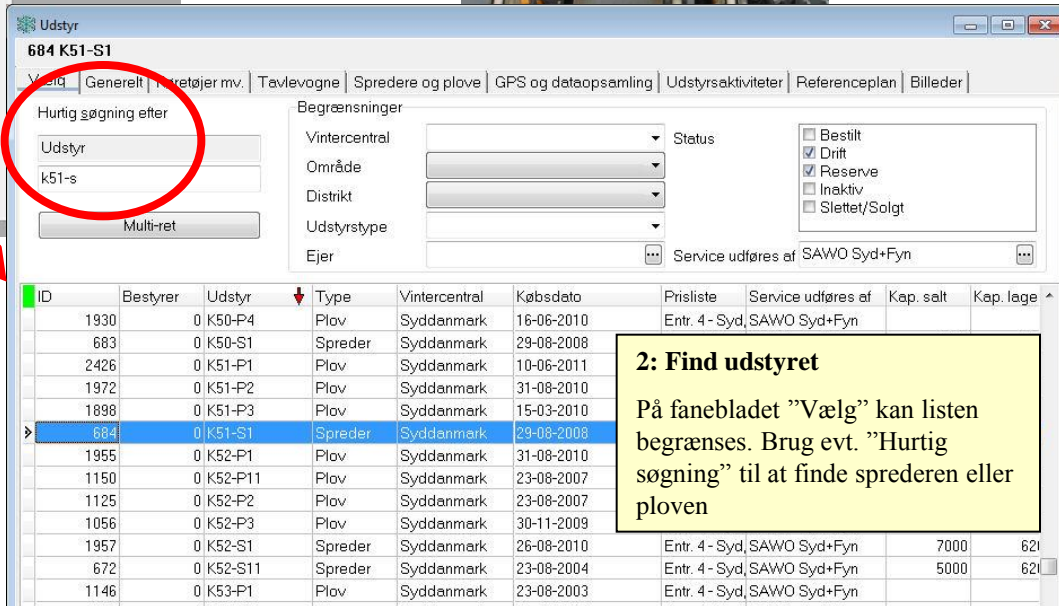 Udstyr
684 K51-S1
Vælg Generelt Køretøjer mv. Tavlevogne Spredere og plove GPS og dataopsamling Udstyrsaktiviteter Referenceplan Billeder
Hurtig søgning efter
Udstyr
k51-s
Multi-ret
Begrænsninger
Vintercentral
Område
Distrikt
Udstyrstype
Ejer
Status
Bestilt
Drift
Reserve
Inaktiv
Slettet/Solgt
Service udføres af SAWO Syd+Fyn
ID Bestyrer Udstyr Type Vintercentral Købsdato Prisliste Service udføres af Kap. salt Kap. lage
1930 0 K50-P4 Plov Syddanmark 16-06-2010 Entr. 4 - Syd, SAWO Syd+Fyn
683 0 K50-S1 Spreder Syddanmark 29-08-2008
2426 0 K51-P1 Plov Syddanmark 10-06-2011
1972 0 K51-P2 Plov Syddanmark 31-08-2010
1898 0 K51-P3 Plov Syddanmark 15-03-2010
684 0 K51-S1 Spreder Syddanmark 29-08-2008
1955 0 K52-P1 Plov Syddanmark 31-08-2010
1150 0 K52-P11 Plov Syddanmark 23-08-2007
1125 0 K52-P2 Plov Syddanmark 23-08-2007
1056 0 K52-P3 Plov Syddanmark 30-11-2009
1957 0 K52-S1 Spreder Syddanmark 26-08-2010 Entr. 4 - Syd, SAWO Syd+Fyn 7000 620
672 0 K52-S11 Spreder Syddanmark 23-08-2004 Entr. 4 - Syd, SAWO Syd+Fyn 5000 620
1146 0 K53-P1 Plov Syddanmark 23-08-2003 Entr. 4 - Syd, SAWO Syd+Fyn
2: Find udstyret
På fanebladet ”Vælg” kan listen
begrænses. Brug evt. ”Hurtig
søgning” til at finde sprederen eller
ploven